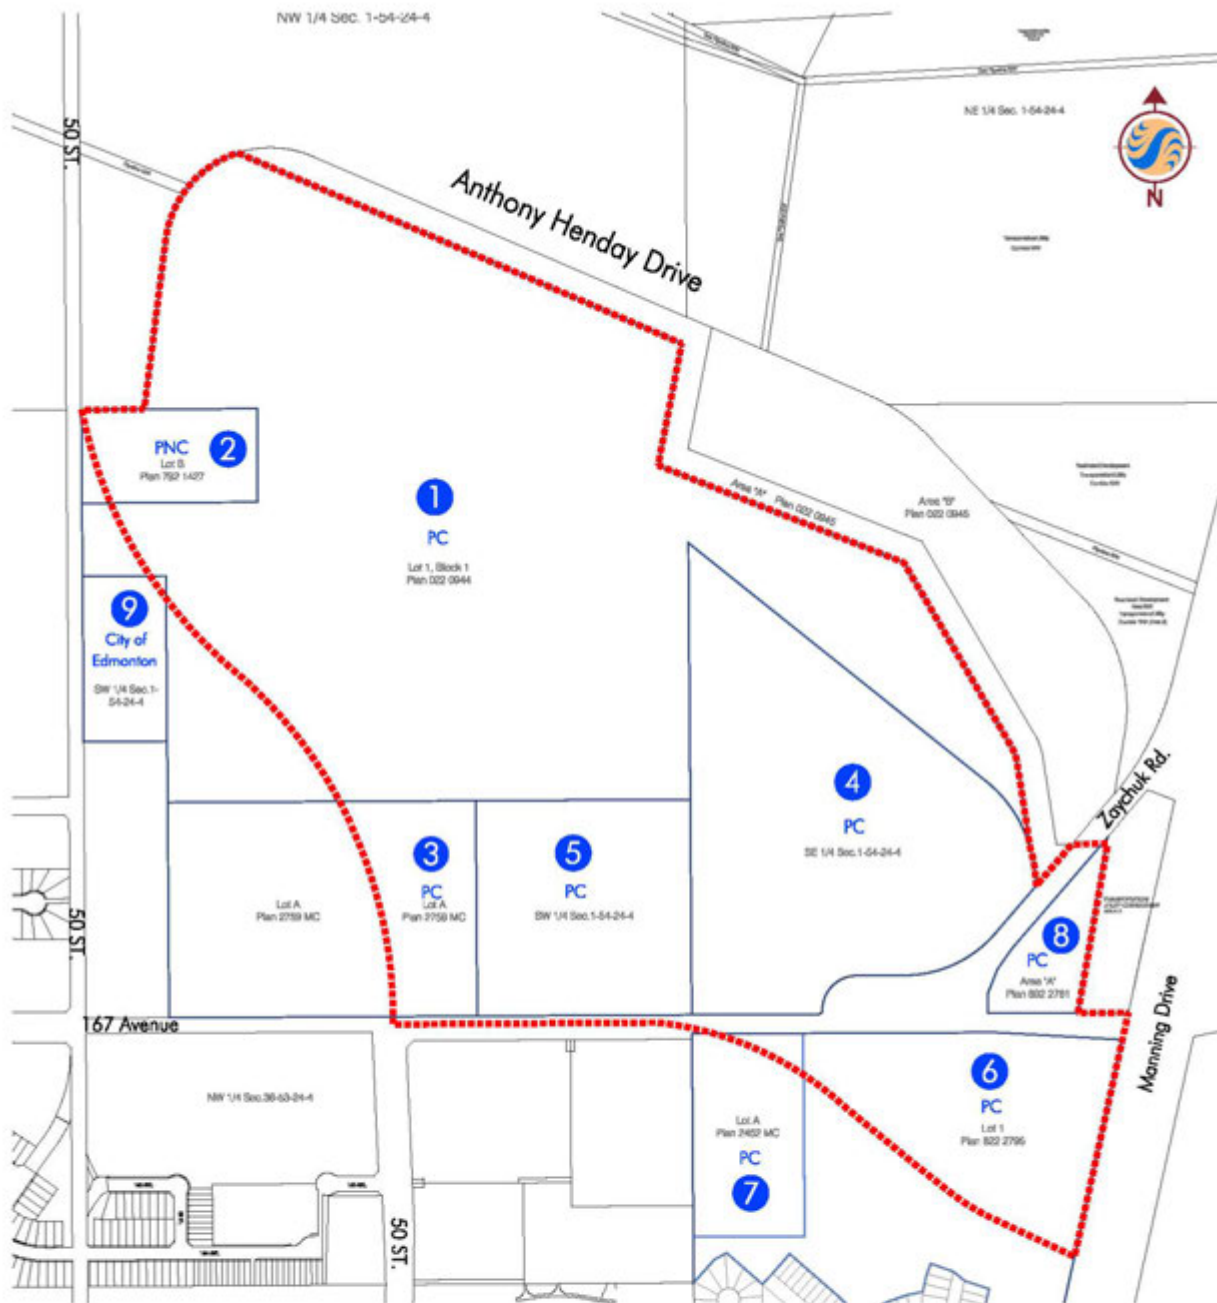 NW 1/4 Sec. 1-54-24-4
NE 1/4 Sec. 1-54-24-4
N
50 ST.
Anthony Henday Drive
PNC
2
Lot B
Plan 792 1427
1
PC
Lot 1, Block 1
Plan 022 0944
Area "A" Plan 022 0945
Area "B"
Plan 022 0945
9
City of
Edmonton
SW 1/4 Sec.1-
54-24-4
4
PC
SE 1/4 Sec.1-54-24-4
Zaychuk Rd.
3
PC
Lot A
Plan 2759 MC
Lot A
Plan 2759 MC
5
PC
SW 1/4 Sec.1-54-24-4
50 ST.
8
PC
Area "A"
Plan 892 2781
167 Avenue
Manning Drive
NW 1/4 Sec.36-53-24-4
6
PC
Lot 1
Plan 822 2795
Lot A
Plan 2462 MC
PC
7
50 ST.